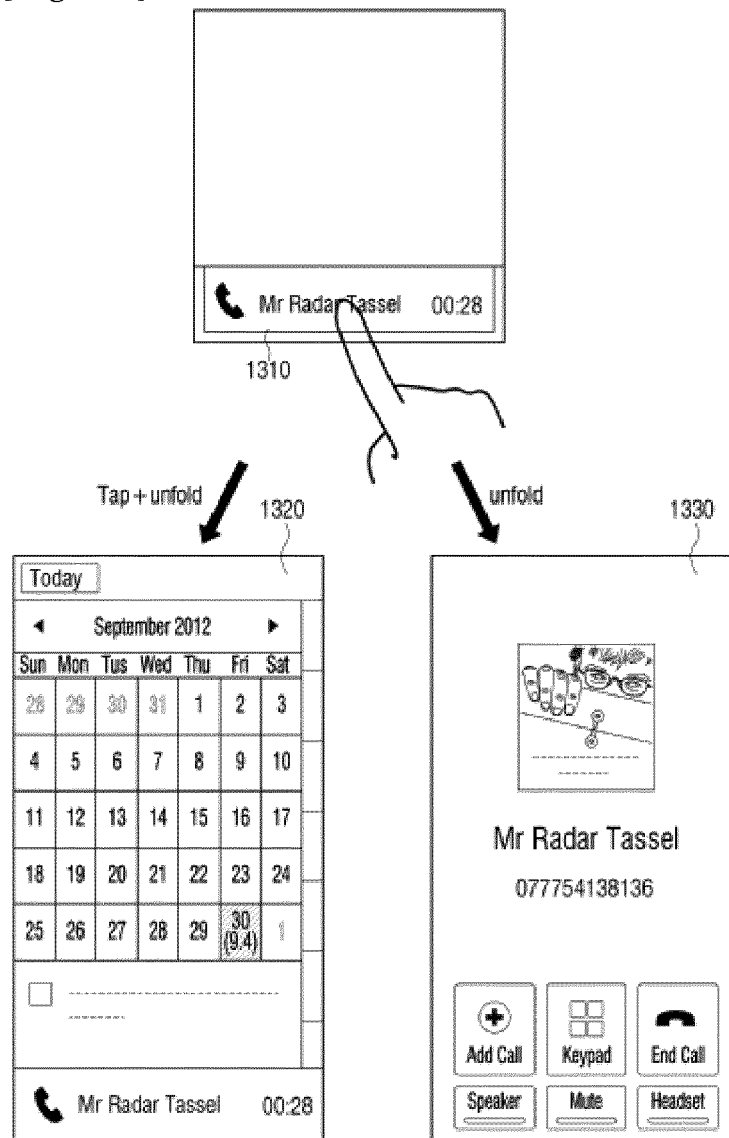 Mr Radar Tassel 00:28
1310
Tap + unfold
unfold
1320
1330
Today
September 2012
Sun Mon Tus Wed Thu Fri Sat
28 29 30 31 1 2 3
4 5 6 7 8 9 10
11 12 13 14 15 16 17
18 19 20 21 22 23 24
25 26 27 28 29 30 (9.4) 1
Mr Radar Tassel 00:28
Mr Radar Tassel
077754138136
Add Call Keypad End Call
Speaker Mute Headset